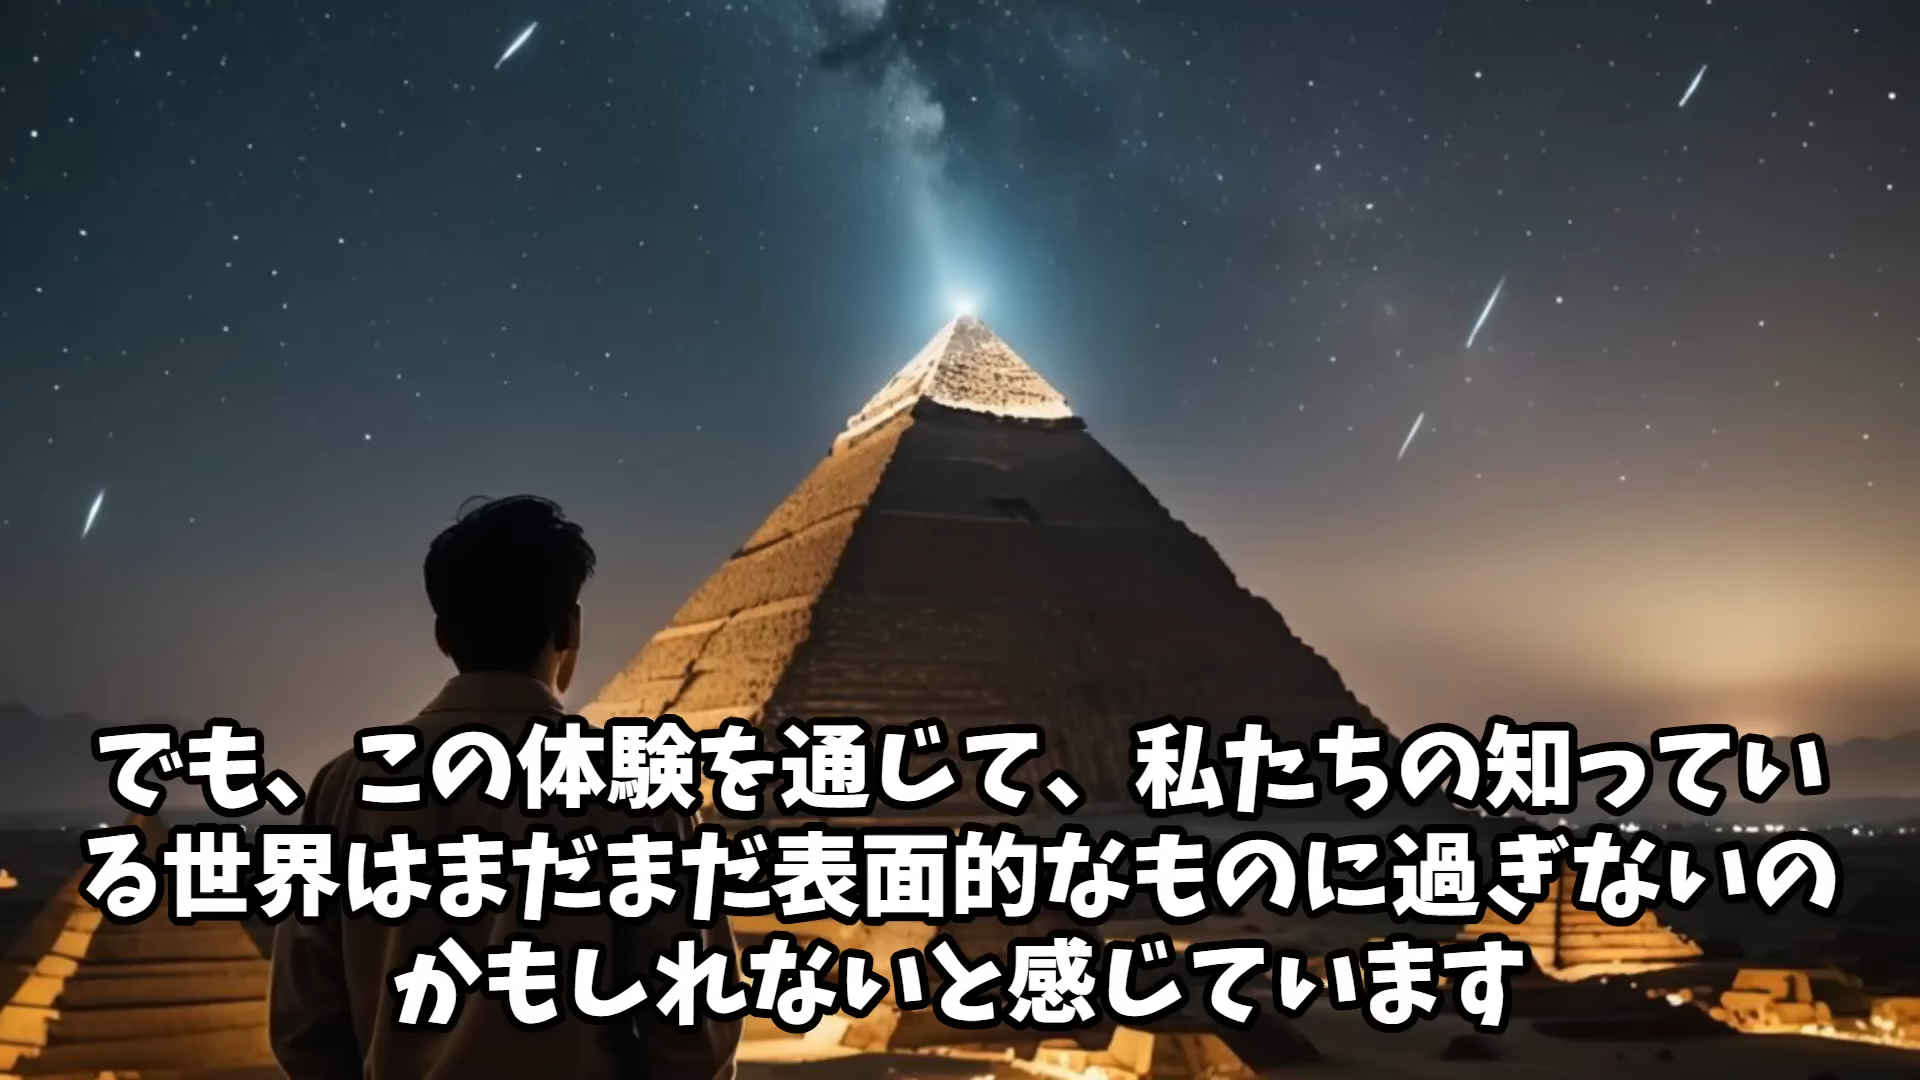 でも、この体験を通じて、私たちの知ってい
る世界はまだまだ表面的なものに過ぎないの
かもしれないと感じています